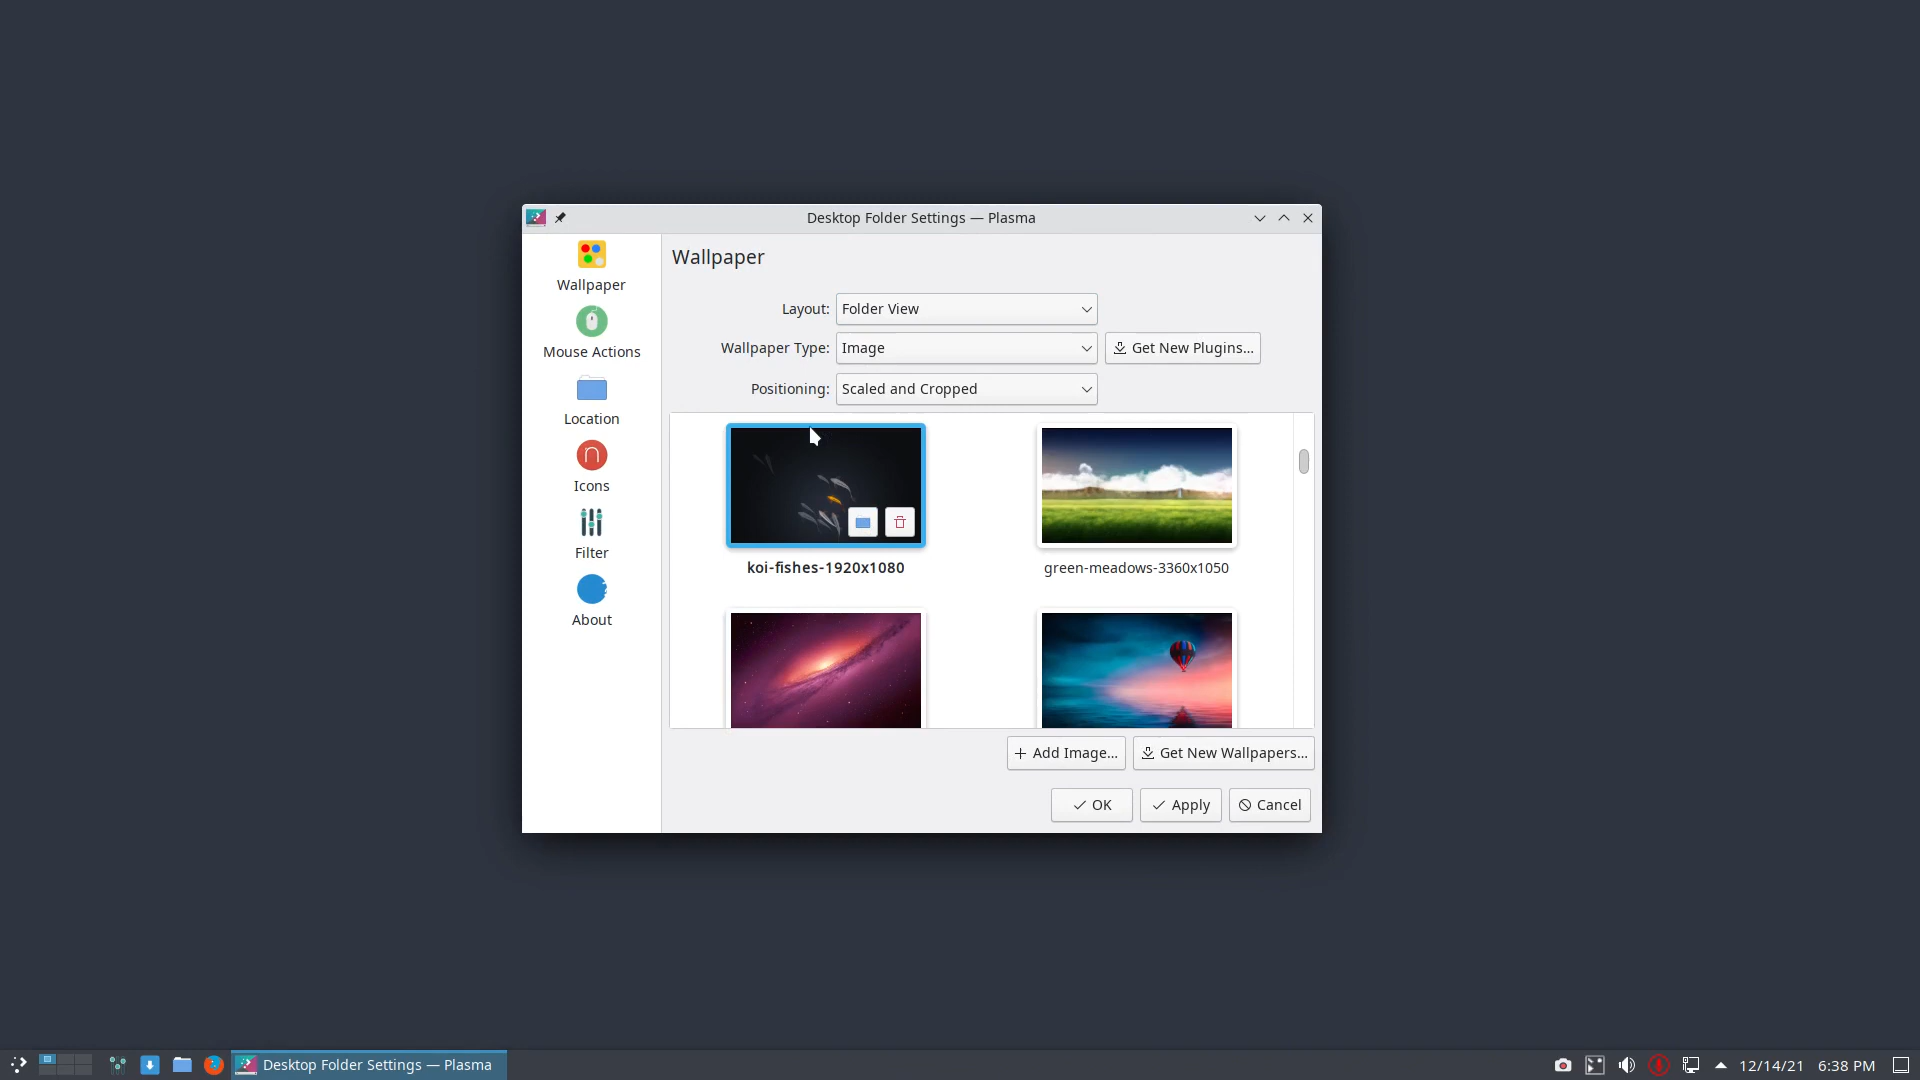 Desktop Folder Settings — Plasma
Wallpaper
Mouse Actions
Location
Icons
Filter
About
Wallpaper
Layout: Folder View
Wallpaper Type: Image Get New Plugins...
Positioning: Scaled and Cropped
koi-fishes-1920x1080 green-meadows-3360x1050
Add Image... Get New Wallpapers...
OK Apply Cancel
Desktop Folder Settings — Plasma 12/14/21 6:38 PM